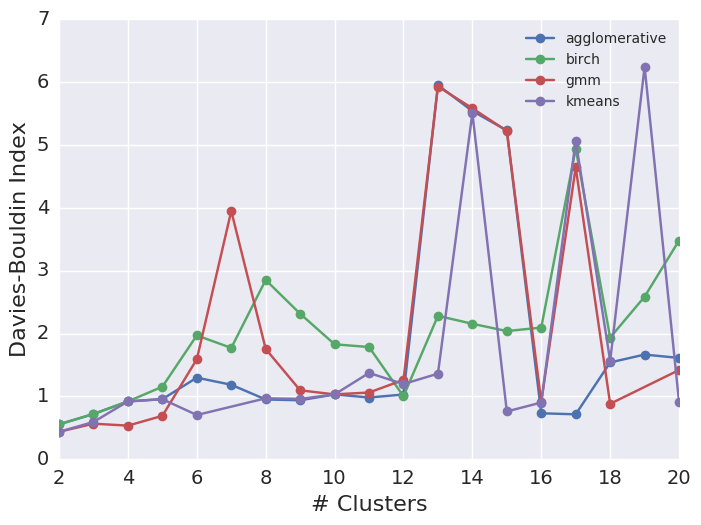 7
6
5
4
3
2
1
0
Davies-Bouldin Index
agglomerative
birch
gmm
kmeans
2 4 6 8 10 12 14 16 18 20
# Clusters